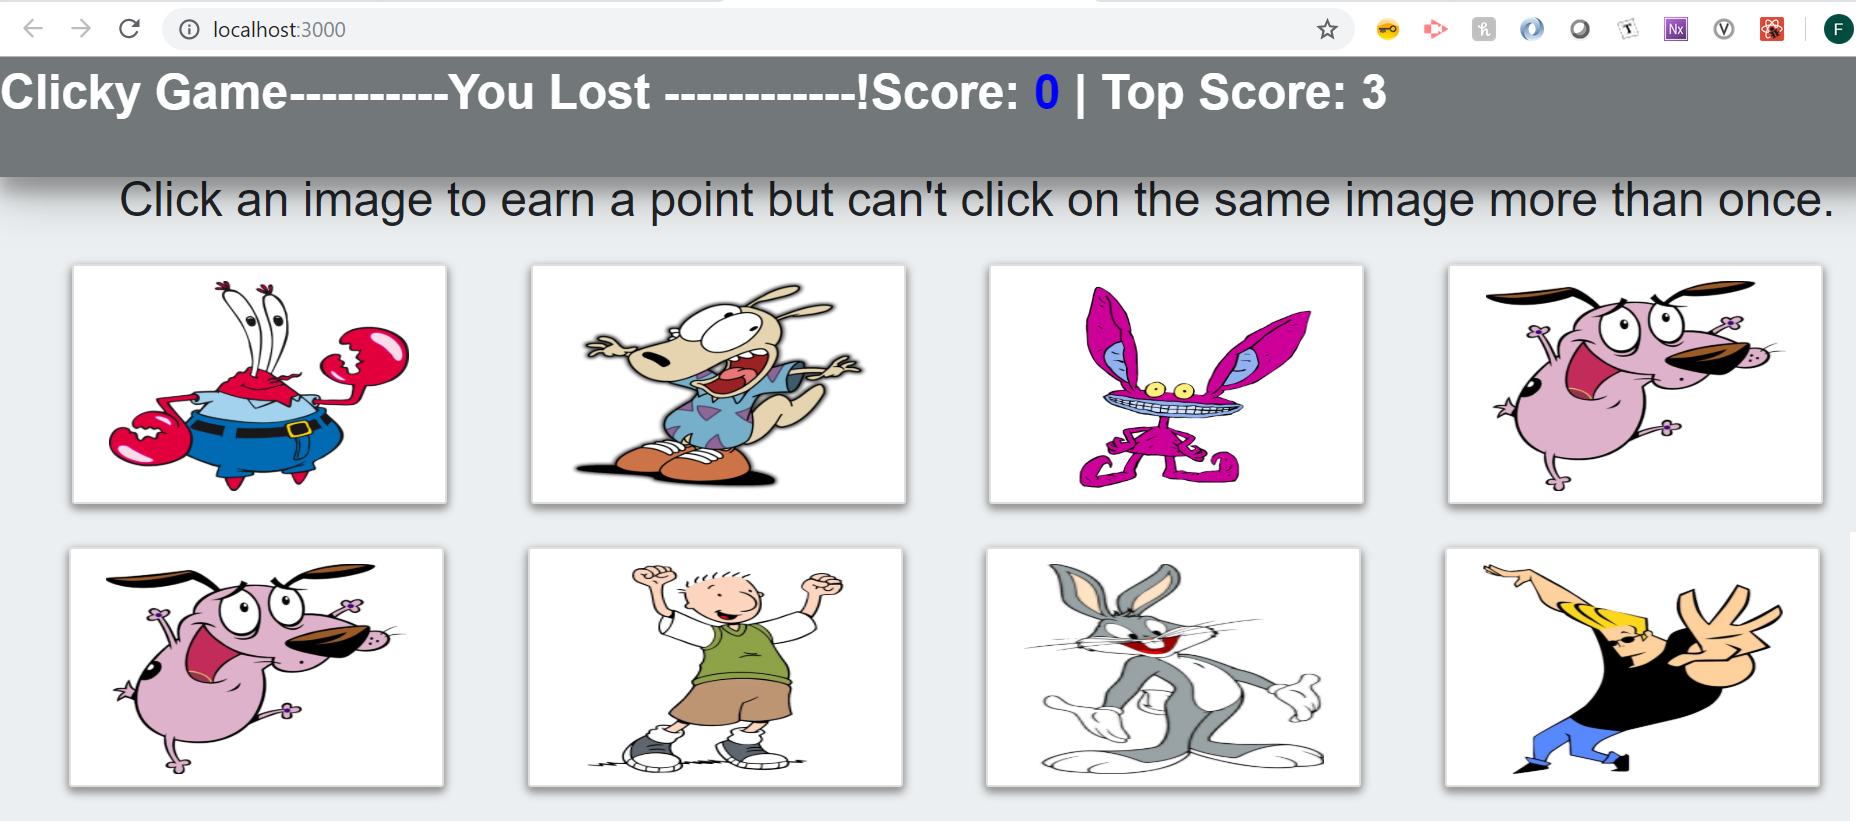 localhost:3000
Nx
F
Clicky Game----------You Lost ------------!Score: 0 | Top Score: 3
Click an image to earn a point but can't click on the same image more than once.